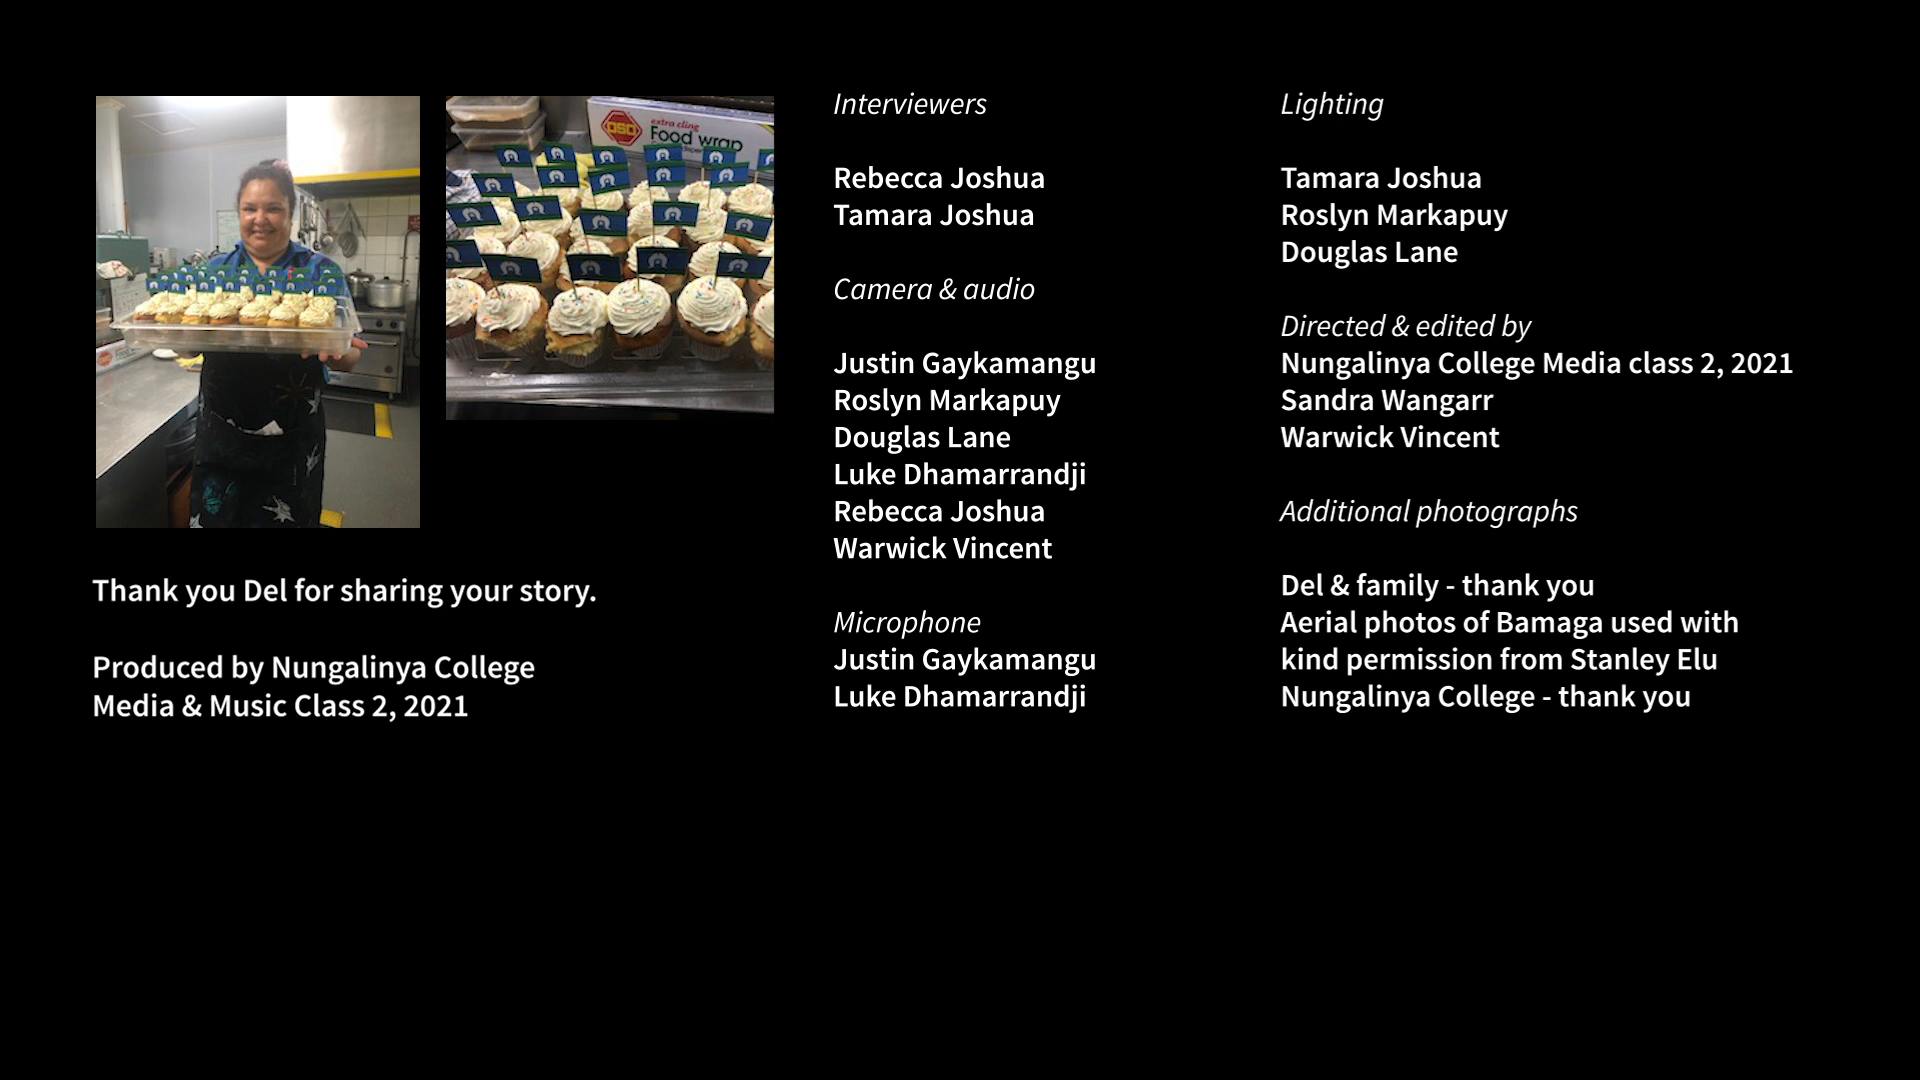 OSO
extra cling
Food wrap
Thank you Del for sharing your story.
Produced by Nungalinya College
Media & Music Class 2, 2021
Interviewers
Rebecca Joshua
Tamara Joshua
Camera & audio
Justin Gaykamangu
Roslyn Markapuy
Douglas Lane
Luke Dhamarrandji
Rebecca Joshua
Warwick Vincent
Microphone
Justin Gaykamangu
Luke Dhamarrandji
Lighting
Tamara Joshua
Roslyn Markapuy
Douglas Lane
Directed & edited by
Nungalinya College Media class 2, 2021
Sandra Wangarr
Warwick Vincent
Additional photographs
Del & family - thank you
Aerial photos of Bamaga used with
kind permission from Stanley Elu
Nungalinya College - thank you